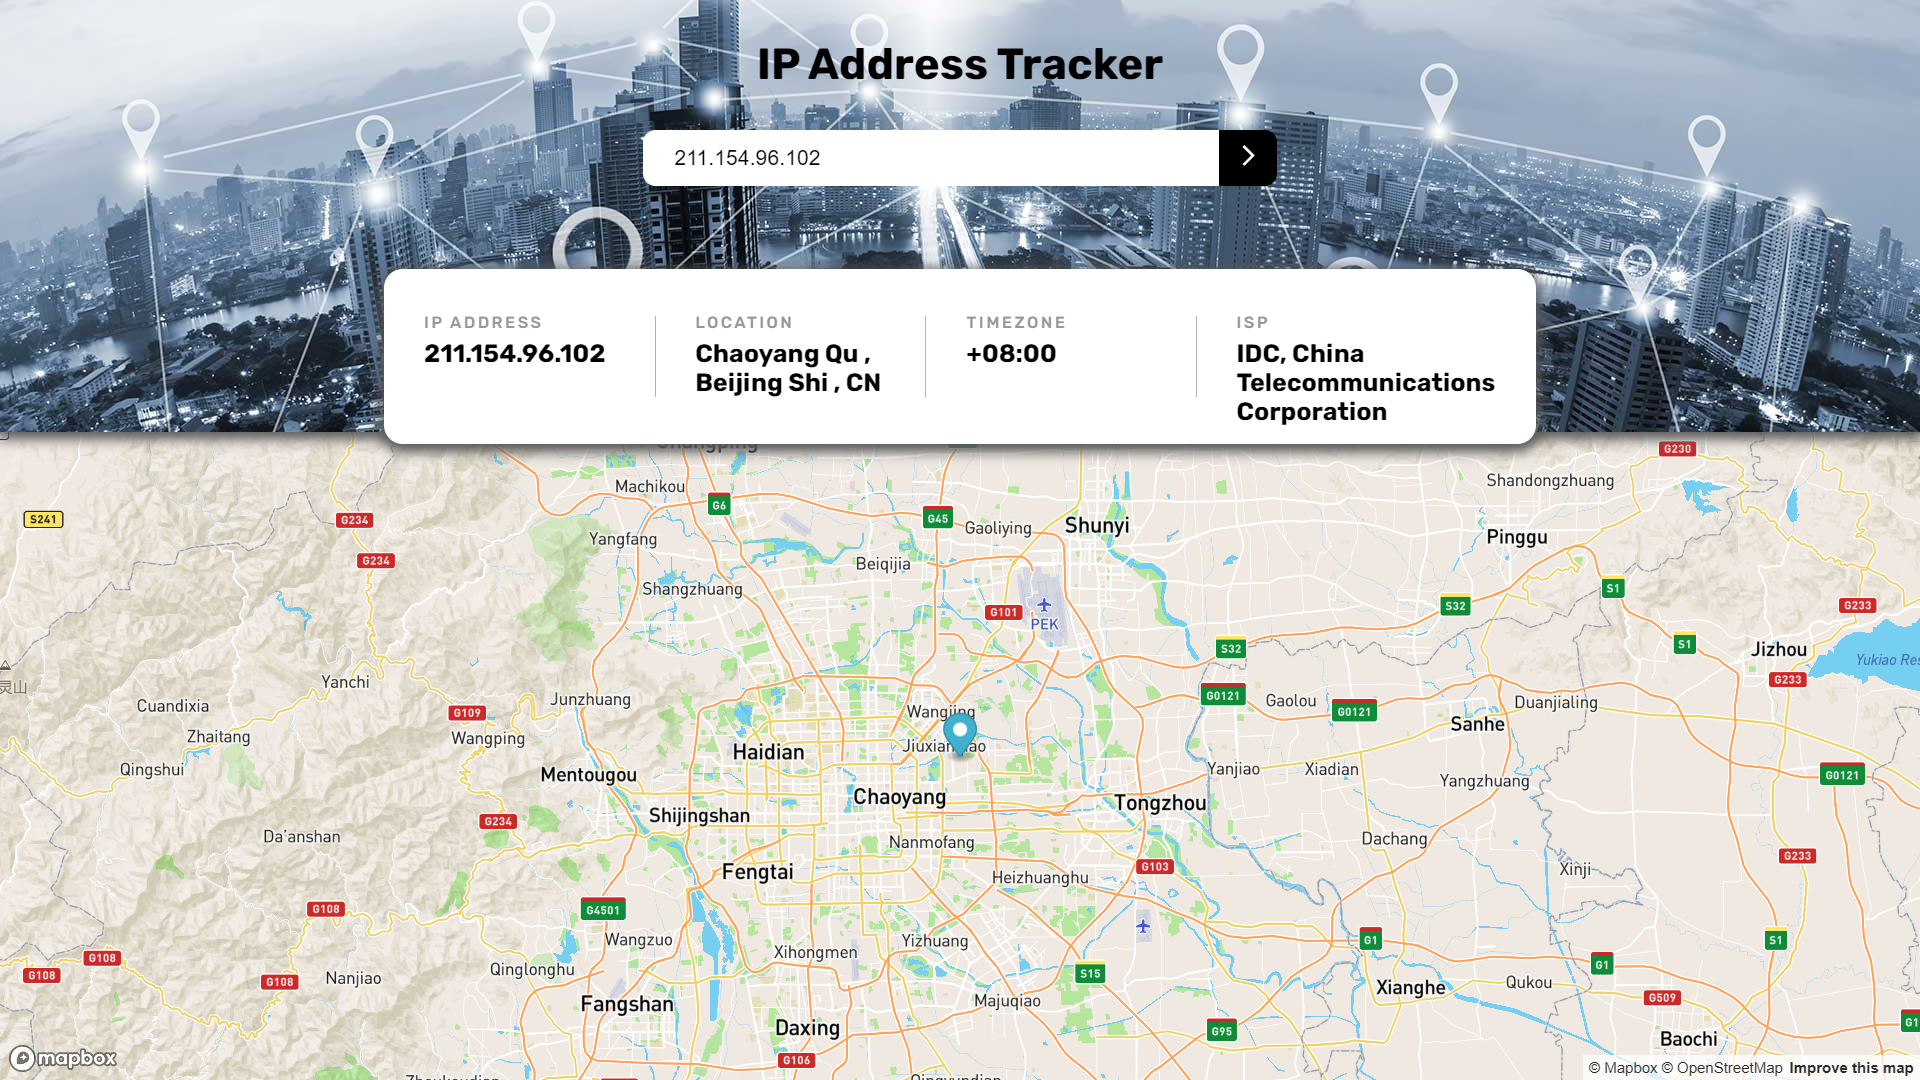 IP Address Tracker
211.154.96.102
IP ADDRESS
211.154.96.102
LOCATION
Chaoyang Qu ,
Beijing Shi , CN
TIMEZONE
+08:00
ISP
IDC, China
Telecommunications
Corporation
G230
Machikou
G6
Shandongzhuang
S241
G234
G45
Gaoliying
Shunyi
Pinggu
Yangfang
G234
Beiqijia
Shangzhuang
S1
G101
PEK
S32
G233
S32
S1
Jizhou
Yukiao Res
灵山
Yanchi
G233
Cuandixia
Junzhuang
G0121
Gaolou
G0121
Duanjialing
G109
Wangjing
Zhaitang
Wangping
Sanhe
Haidian
Qingshui
Mentougou
Yanjiao
Xiadian
Yangzhuang
G0121
Chaoyang
Tongzhou
Shijingshan
G234
Da'anshan
Nanmofang
Dachang
G233
Fengtai
Heizhuanghu
G103
Xinji
G108
G4501
Wangzuo
Yizhuang
G1
S1
G108
Xihongmen
G108
Qinglonghu
S15
G1
G108
Nanjiao
Xianghe
Qukou
G509
Fangshan
Majuqiao
Daxing
G95
G1
Baochi
G106
mapbox
© Mapbox © OpenStreetMap Improve this map